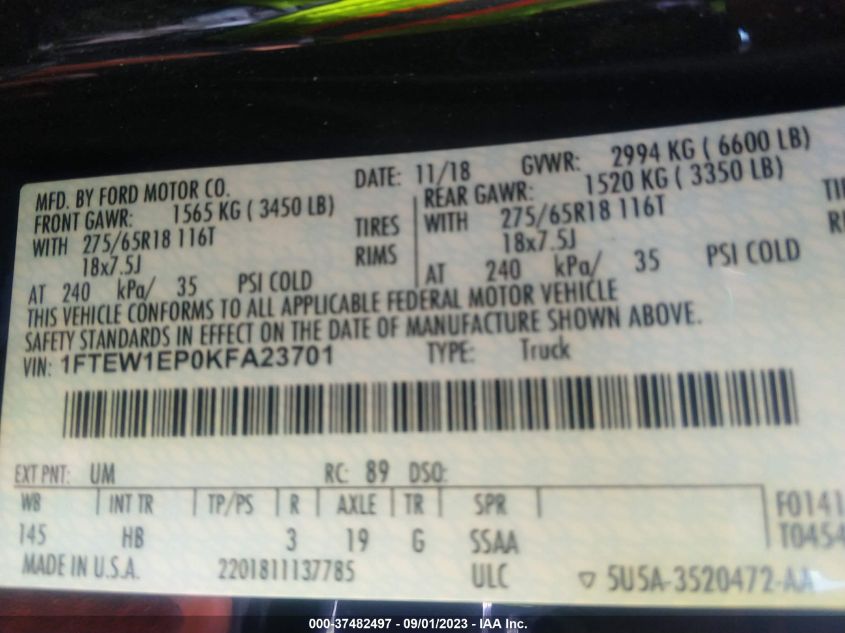 MFD. BY FORD MOTOR CO. DATE: 11/18 GVWR: 2994 KG ( 6600 LB)
FRONT GAWR: 1565 KG ( 3450 LB) REAR GAWR: 1520 KG ( 3350 LB)
WITH 275/65R18 116T TIRES WITH 275/65R18 116T
18x7.5J RIMS 18x7.5J
AT 240 kPa/ 35 PSI COLD AT 240 kPa/ 35 PSI COLD
THIS VEHICLE CONFORMS TO ALL APPLICABLE FEDERAL MOTOR VEHICLE
SAFETY STANDARDS IN EFFECT ON THE DATE OF MANUFACTURE SHOWN ABOVE.
VIN: 1FTEW1EP0KFA23701 TYPE: Truck
EXT PNT: UM RC: 89 DSO:
WB INT TR TP/PS R AXLE TR SPR F0141
145 HB 3 19 G SSAA T0454
MADE IN U.S.A. 2201811137785 ULC ▽ 5U5A-3520472-AA
000-37482497 - 09/01/2023 - IAA Inc.